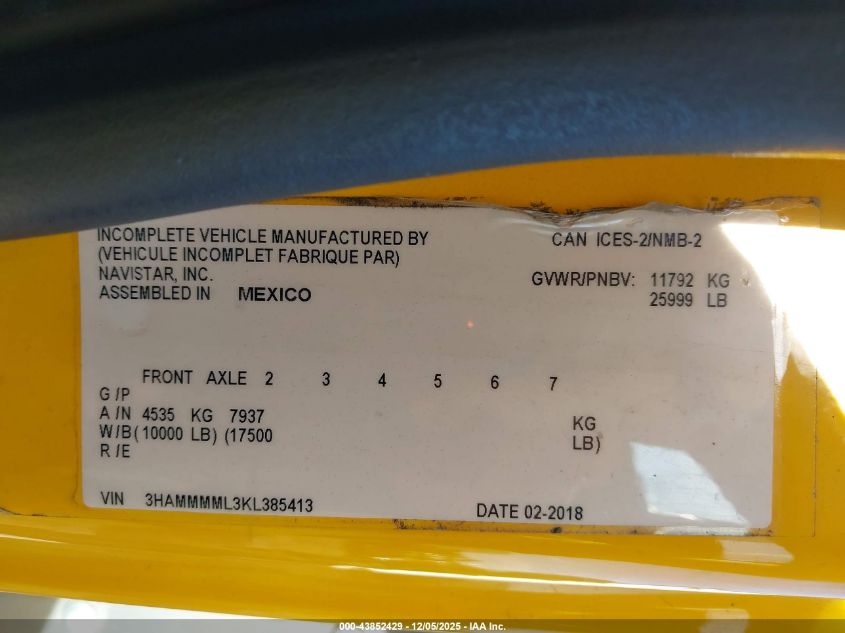 INCOMPLETE VEHICLE MANUFACTURED BY
(VEHICULE INCOMPLET FABRIQUE PAR)
NAVISTAR, INC.
ASSEMBLED IN MEXICO
CAN ICES-2/NMB-2
GVWR/PNBV: 11792 KG
25999 LB
FRONT AXLE 2 3 4 5 6 7
G /P
A /N 4535 KG 7937 KG
W/B (10000 LB) (17500 LB)
R /E
VIN 3HAMMMML3KL385413
DATE 02-2018
000-43852429 - 12/05/2025 - IAA Inc.